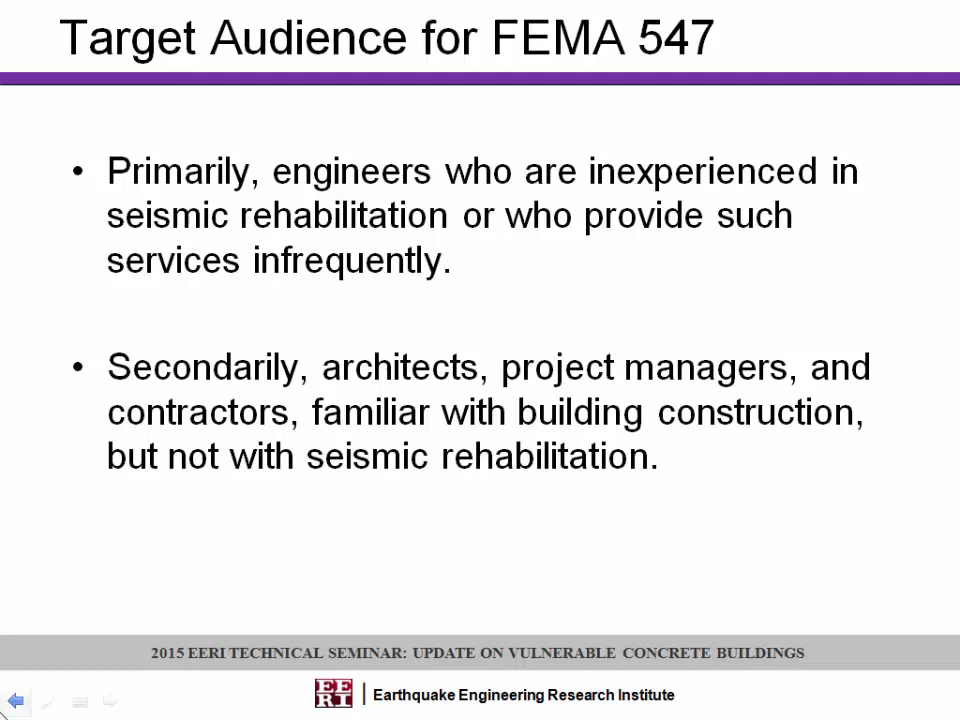 Target Audience for FEMA 547
• Primarily, engineers who are inexperienced in
seismic rehabilitation or who provide such
services infrequently.
• Secondarily, architects, project managers, and
contractors, familiar with building construction,
but not with seismic rehabilitation.
2015 EERI TECHNICAL SEMINAR: UPDATE ON VULNERABLE CONCRETE BUILDINGS
EERI | Earthquake Engineering Research Institute